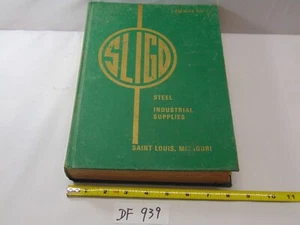 SLIGO
STEEL
INDUSTRIAL
SUPPLIES
SAINT LOUIS, MISSOURI
DF 939